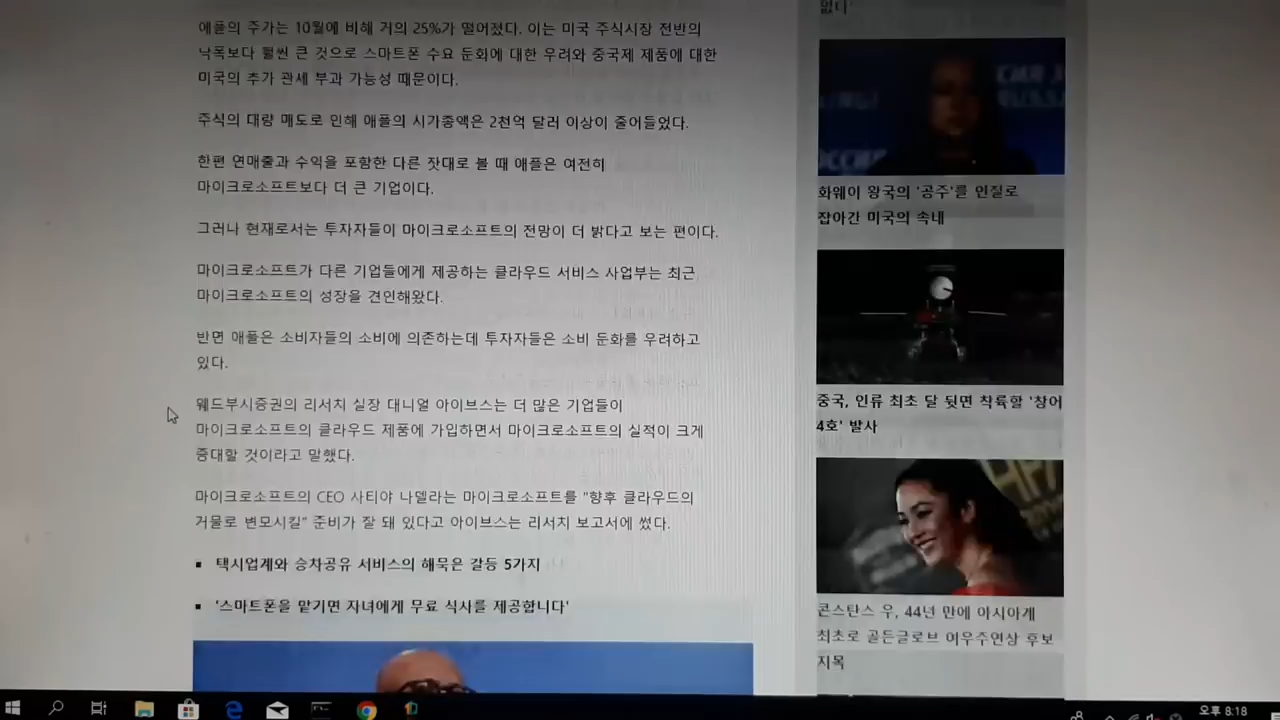 애플의 주가는 10월에 비해 거의 25%가 떨어졌다. 이는 미국 주식시장 전반의
낙폭보다 훨씬 큰 것으로 스마트폰 수요 둔화에 대한 우려와 중국제 제품에 대한
미국의 추가 관세 부과 가능성 때문이다.
주식의 대량 매도로 인해 애플의 시가총액은 2천억 달러 이상이 줄어들었다.
한편 연매출과 수익을 포함한 다른 잣대로 볼 때 애플은 여전히
마이크로소프트보다 더 큰 기업이다.
그러나 현재로서는 투자자들이 마이크로소프트의 전망이 더 밝다고 보는 편이다.
마이크로소프트가 다른 기업들에게 제공하는 클라우드 서비스 사업부는 최근
마이크로소프트의 성장을 견인해왔다.
반면 애플은 소비자들의 소비에 의존하는데 투자자들은 소비 둔화를 우려하고
있다.
웨드부시증권의 리서치 실장 대니얼 아이브스는 더 많은 기업들이
마이크로소프트의 클라우드 제품에 가입하면서 마이크로소프트의 실적이 크게
증대할 것이라고 말했다.
마이크로소프트의 CEO 사티야 나델라는 마이크로소프트를 "향후 클라우드의
거물로 변모시킬" 준비가 잘 돼 있다고 아이브스는 리서치 보고서에 썼다.
▪ 택시업계와 승차공유 서비스의 해묵은 갈등 5가지
▪ '스마트폰을 맡기면 자녀에게 무료 식사를 제공합니다'
없다'
화웨이 왕국의 '공주'를 인질로
잡아간 미국의 속내
중국, 인류 최초 달 뒷면 착륙할 '창어
4호' 발사
콘스탄스 우, 44년 만에 아시아계
최초로 골든글로브 여우주연상 후보
지목
오후 8:18